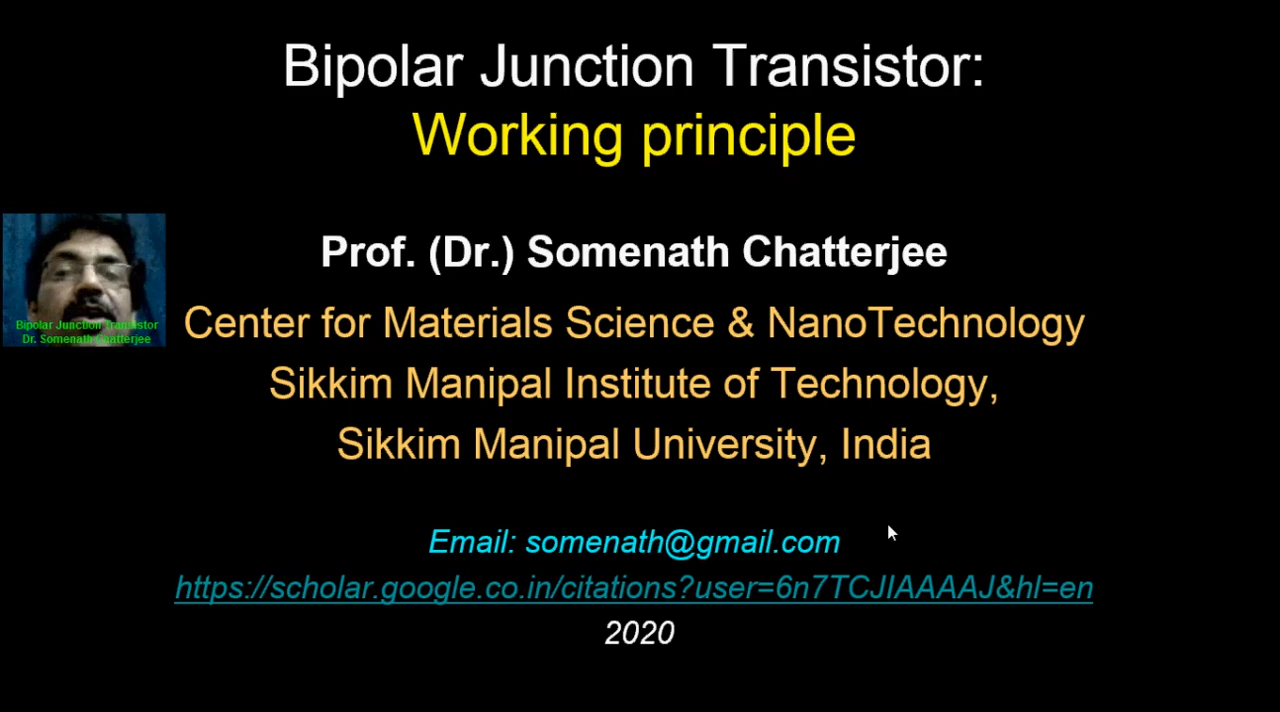 Bipolar Junction Transistor:
Working principle
Prof. (Dr.) Somenath Chatterjee
Bipolar Junction Transistor
Dr. Somenath Chatterjee
Center for Materials Science & NanoTechnology
Sikkim Manipal Institute of Technology,
Sikkim Manipal University, India
Email: somenath@gmail.com
https://scholar.google.co.in/citations?user=6n7TCJIAAAAJ&hl=en
2020